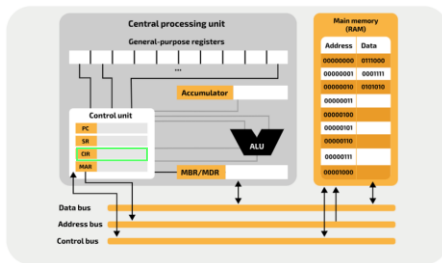 Central processing unit
General-purpose registers
...
Accumulator
Control unit
PC
SR
CIR
MAR
ALU
MBR/MDR
Main memory
(RAM)
Address Data
00000000 0111000
00000001 0001111
00000010 0101010
00000011
00000100
00000101
00000110
00000111
00001000
Data bus
Address bus
Control bus